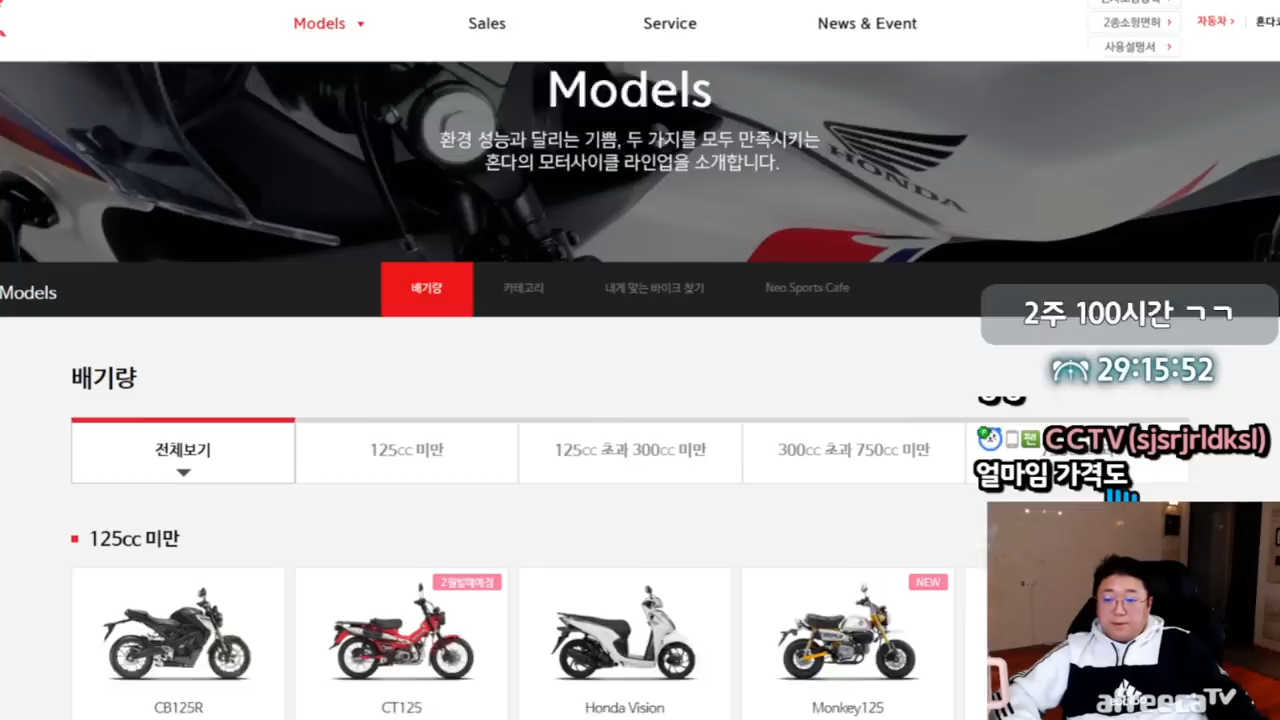 Models
Sales
Service
News & Event
2종소형면허
사용설명서
자동차
Models
환경 성능과 달리는 기쁨, 두 가지를 모두 만족시키는
혼다의 모터사이클 라인업을 소개합니다.
HONDA
Models
배기량
카테고리
내게 맞는 바이크 찾기
Neo Sports Cafe
2주 100시간 ㄱㄱ
29:15:52
배기량
전체보기
125cc 미만
125cc 초과 300cc 미만
300cc 초과 750cc 미만
팬 CCTV(sjsrjrldksl)
얼마임 가격도
125cc 미만
2월발매예정
NEW
CB125R
CT125
Honda Vision
Monkey125
afreecaTV